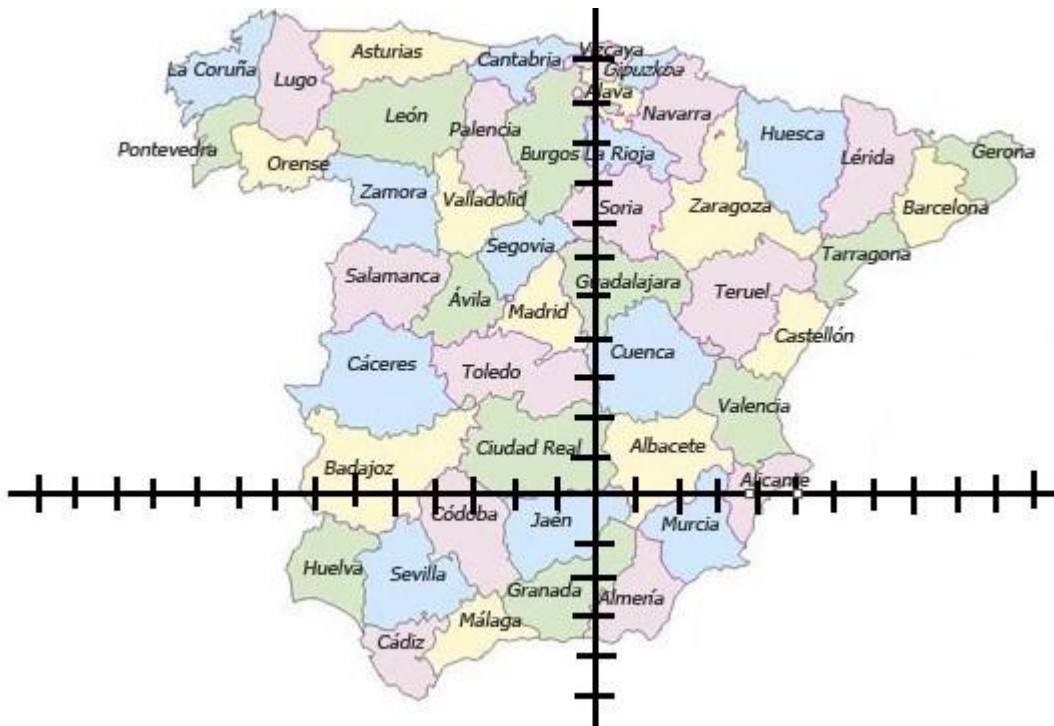 Asturias
Cantabria
Vizcaya
Gipuzkoa
La Coruña
Lugo
Alava
Navarra
León
Palencia
Huesca
Pontevedra
Orense
Burgos
La Rioja
Lérida
Gerona
Zamora
Valladolid
Soria
Zaragoza
Barcelona
Segovia
Tarragona
Salamanca
Guadalajara
Teruel
Ávila
Madrid
Castellón
Cáceres
Toledo
Cuenca
Valencia
Badajoz
Ciudad Real
Albacete
Alicante
Córdoba
Jaén
Murcia
Huelva
Sevilla
Granada
Almería
Málaga
Cádiz